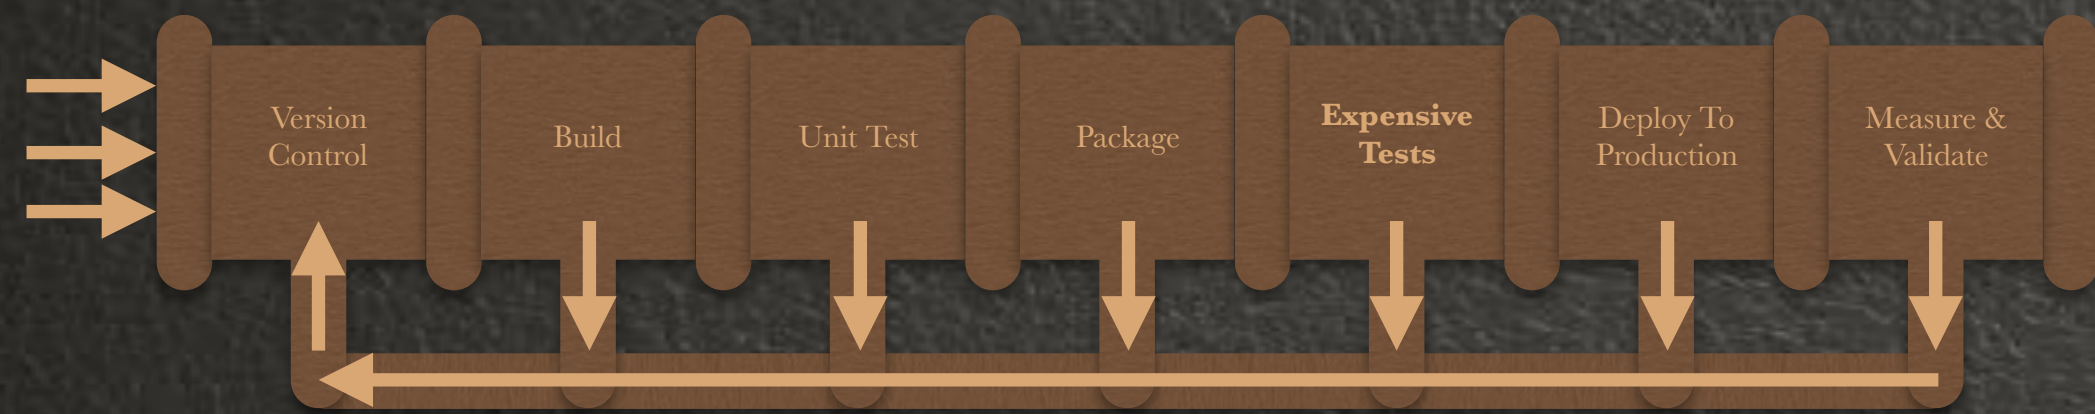 Version
Control
Build
Unit Test
Package
Expensive
Tests
Deploy To
Production
Measure &
Validate